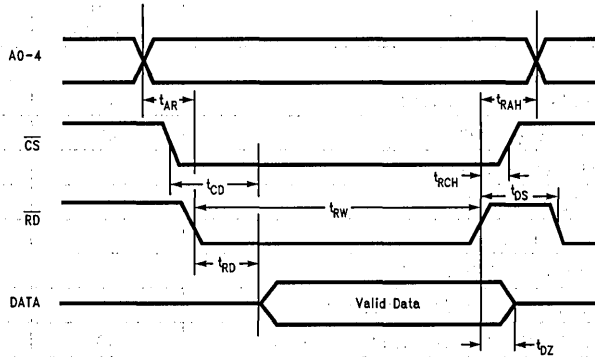 A0-4
tAR
tRAH
CS
tCD
tRCH
tDS
RD
tRW
tRD
DATA
Valid Data
tDZ